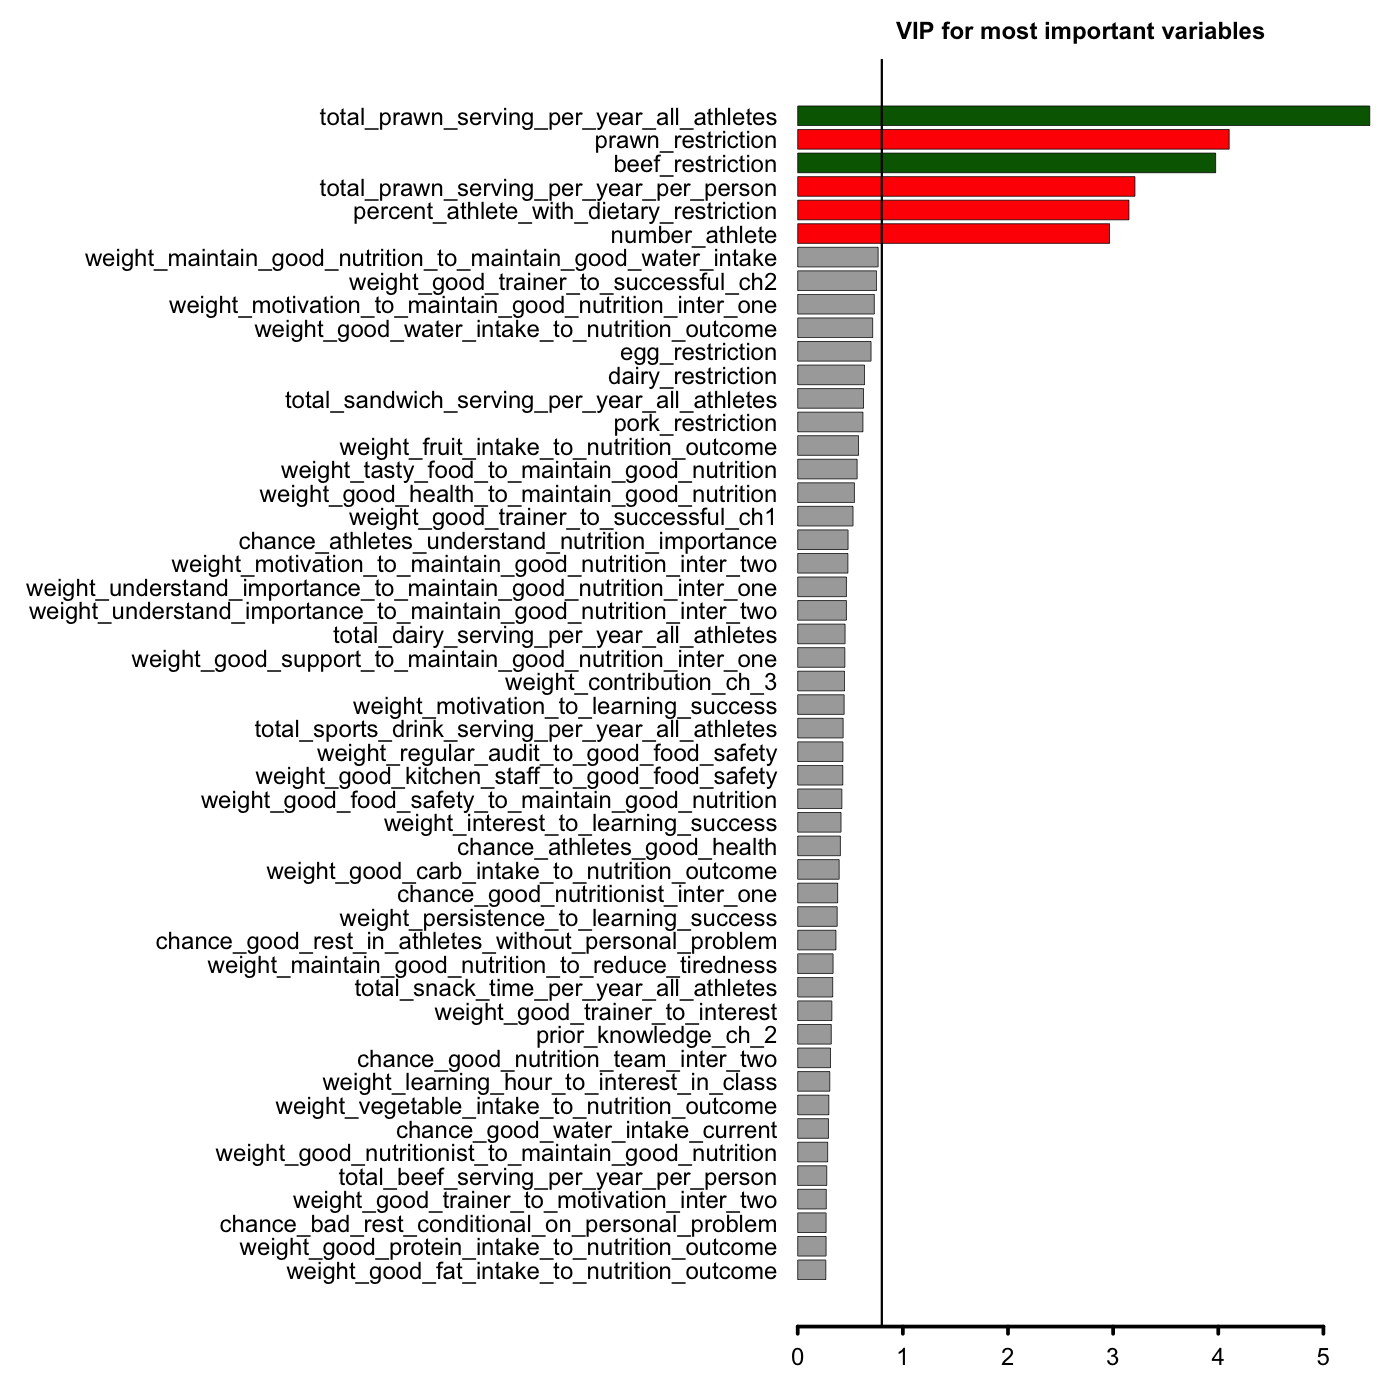 VIP for most important variables
total_prawn_serving_per_year_all_athletes
prawn_restriction
beef_restriction
total_prawn_serving_per_year_per_person
percent_athlete_with_dietary_restriction
number_athlete
weight_maintain_good_nutrition_to_maintain_good_water_intake
weight_good_trainer_to_successful_ch2
weight_motivation_to_maintain_good_nutrition_inter_one
weight_good_water_intake_to_nutrition_outcome
egg_restriction
dairy_restriction
total_sandwich_serving_per_year_all_athletes
pork_restriction
weight_fruit_intake_to_nutrition_outcome
weight_tasty_food_to_maintain_good_nutrition
weight_good_health_to_maintain_good_nutrition
weight_good_trainer_to_successful_ch1
chance_athletes_understand_nutrition_importance
weight_motivation_to_maintain_good_nutrition_inter_two
weight_understand_importance_to_maintain_good_nutrition_inter_one
weight_understand_importance_to_maintain_good_nutrition_inter_two
total_dairy_serving_per_year_all_athletes
weight_good_support_to_maintain_good_nutrition_inter_one
weight_contribution_ch_3
weight_motivation_to_learning_success
total_sports_drink_serving_per_year_all_athletes
weight_regular_audit_to_good_food_safety
weight_good_kitchen_staff_to_good_food_safety
weight_good_food_safety_to_maintain_good_nutrition
weight_interest_to_learning_success
chance_athletes_good_health
weight_good_carb_intake_to_nutrition_outcome
chance_good_nutritionist_inter_one
weight_persistence_to_learning_success
chance_good_rest_in_athletes_without_personal_problem
weight_maintain_good_nutrition_to_reduce_tiredness
total_snack_time_per_year_all_athletes
weight_good_trainer_to_interest
prior_knowledge_ch_2
chance_good_nutrition_team_inter_two
weight_learning_hour_to_interest_in_class
weight_vegetable_intake_to_nutrition_outcome
chance_good_water_intake_current
weight_good_nutritionist_to_maintain_good_nutrition
total_beef_serving_per_year_per_person
weight_good_trainer_to_motivation_inter_two
chance_bad_rest_conditional_on_personal_problem
weight_good_protein_intake_to_nutrition_outcome
weight_good_fat_intake_to_nutrition_outcome
0 1 2 3 4 5